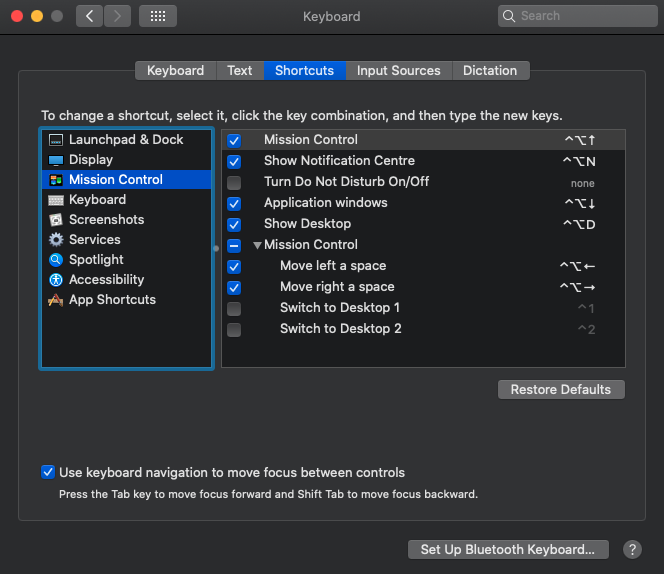 Keyboard
Search
Keyboard Text Shortcuts Input Sources Dictation
To change a shortcut, select it, click the key combination, and then type the new keys.
Launchpad & Dock
Display
Mission Control
Keyboard
Screenshots
Services
Spotlight
Accessibility
App Shortcuts
Mission Control ^⌥↑
Show Notification Centre ^⌥N
Turn Do Not Disturb On/Off none
Application windows ^⌥↓
Show Desktop ^⌥D
Mission Control
Move left a space ^⌥←
Move right a space ^⌥→
Switch to Desktop 1 ^1
Switch to Desktop 2 ^2
Restore Defaults
Use keyboard navigation to move focus between controls
Press the Tab key to move focus forward and Shift Tab to move focus backward.
Set Up Bluetooth Keyboard... ?